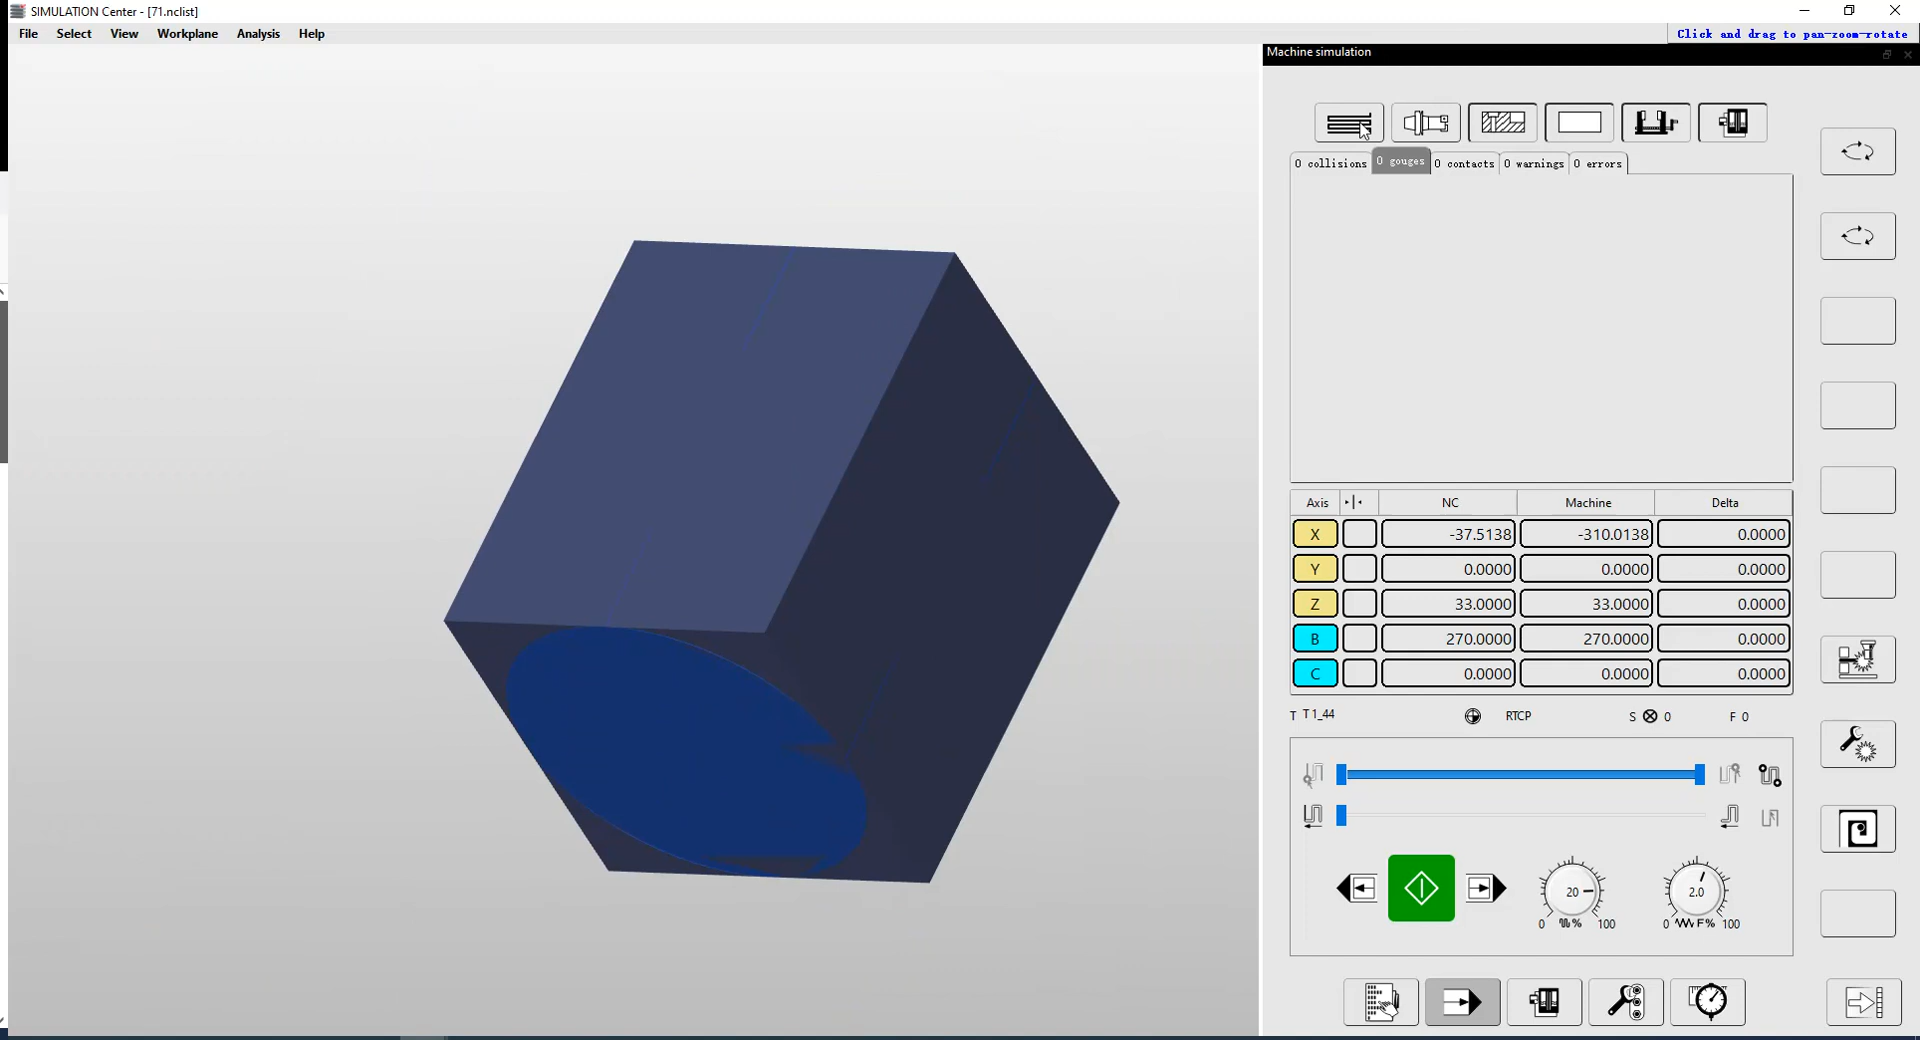 SIMULATION Center - [71.nclist]
File Select View Workplane Analysis Help
Click and drag to pan-zoom-rotate
Machine simulation
0 collisions 0 gouges 0 contacts 0 warnings 0 errors
Axis NC Machine Delta
X -37.5138 -310.0138 0.0000
Y 0.0000 0.0000 0.0000
Z 33.0000 33.0000 0.0000
B 270.0000 270.0000 0.0000
C 0.0000 0.0000 0.0000
T T 1_44 RTCP S 0 F 0
20 2.0
0 % 100 0 F% 100